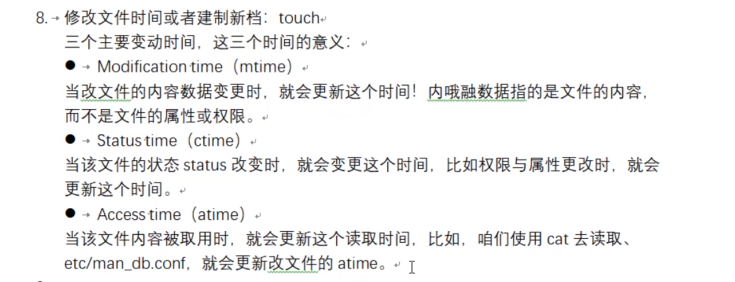 8. 修改文件时间或者建制新档：touch
三个主要变动时间，这三个时间的意义：
● Modification time（mtime）
当改文件的内容数据变更时，就会更新这个时间！内哦融数据指的是文件的内容，
而不是文件的属性或权限。
● Status time（ctime）
当该文件的状态 status 改变时，就会变更这个时间，比如权限与属性更改时，就会
更新这个时间。
● Access time（atime）
当该文件内容被取用时，就会更新这个读取时间，比如，咱们使用 cat 去读取、
etc/man_db.conf，就会更新改文件的 atime。